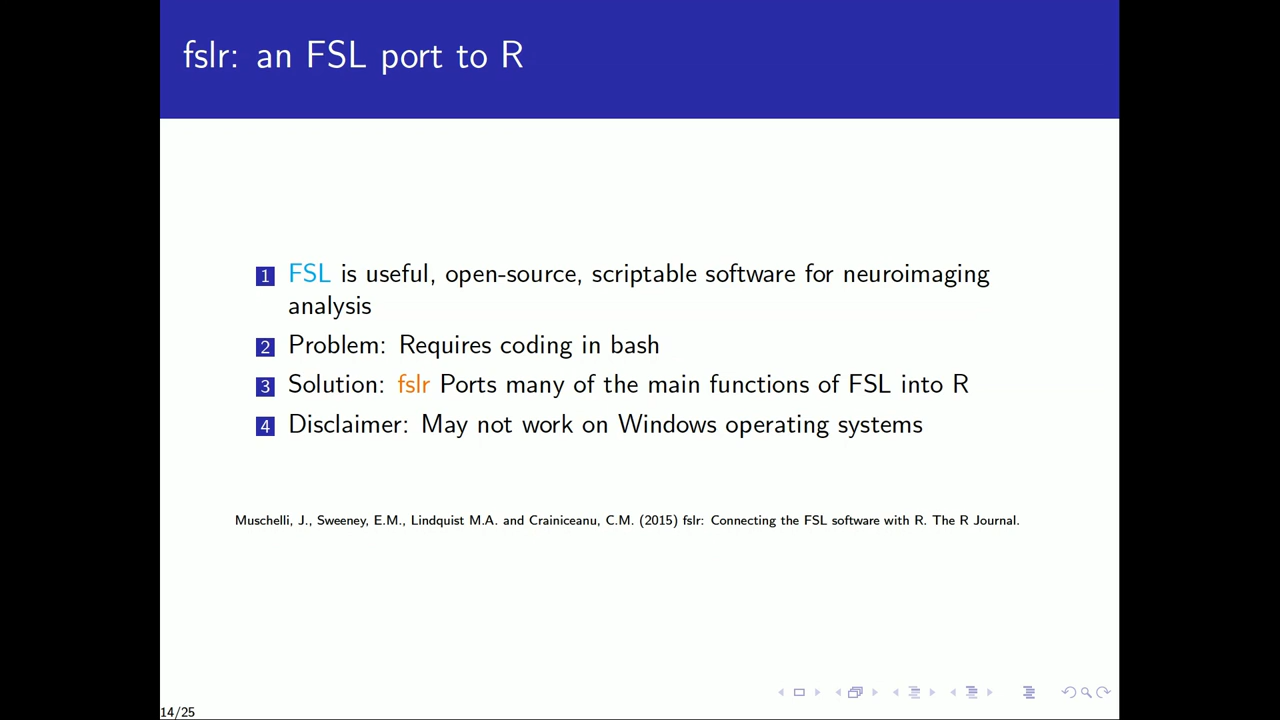 fslr: an FSL port to R
1 FSL is useful, open-source, scriptable software for neuroimaging
analysis
2 Problem: Requires coding in bash
3 Solution: fslr Ports many of the main functions of FSL into R
4 Disclaimer: May not work on Windows operating systems
Muschelli, J., Sweeney, E.M., Lindquist M.A. and Crainiceanu, C.M. (2015) fslr: Connecting the FSL software with R. The R Journal.
14/25